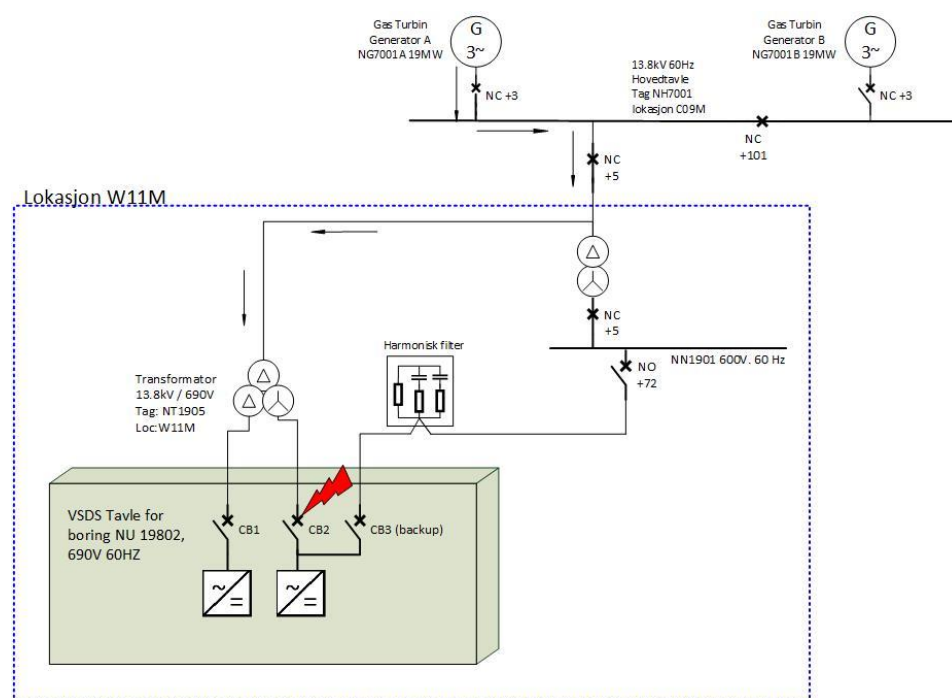 Gas Turbin
Generator A
NG7001A 19MW
G
3~
NC +3
13.8kV 60Hz
Hovedtavle
Tag NH7001
lokasjon C09M
Gas Turbin
Generator B
NG7001B 19MW
G
3~
NC +3
NC
+101
NC
+5
Lokasjon W11M
NC
+5
NN1901 600V. 60 Hz
Harmonisk filter
NO
+72
Transformator
13.8kV / 690V
Tag: NT1905
Loc: W11M
VSDS Tavle for
boring NU 19802,
690V 60HZ
CB1
CB2
CB3 (backup)